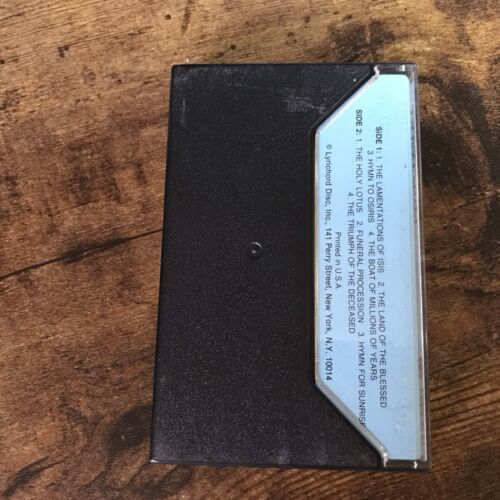 SIDE 1: 1. THE LAMENTATIONS OF ISIS 2. THE LAND OF THE BLESSED
3. HYMN TO OSIRIS 4. THE BOAT OF MILLIONS OF YEARS
SIDE 2: 1. THE HOLY LOTUS 2. FUNERAL PROCESSION 3. HYMN FOR SUNRISE
4. THE TRIUMPH OF THE DECEASED
Printed in U.S.A.
© Lyrichord Disc, Inc., 141 Perry Street, New York, N.Y. 10014